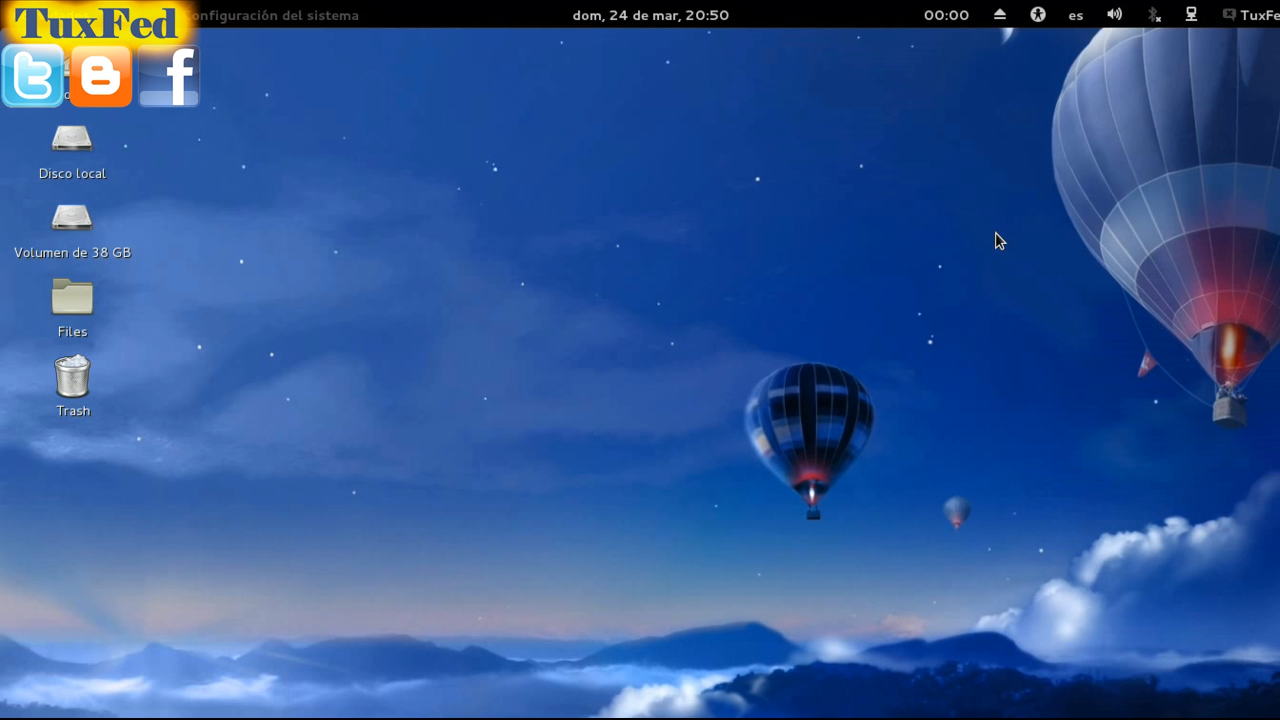 TuxFed
onfiguración del sistema
dom, 24 de mar, 20:50
00:00
es
TuxFe
Disco local
Volumen de 38 GB
Files
Trash